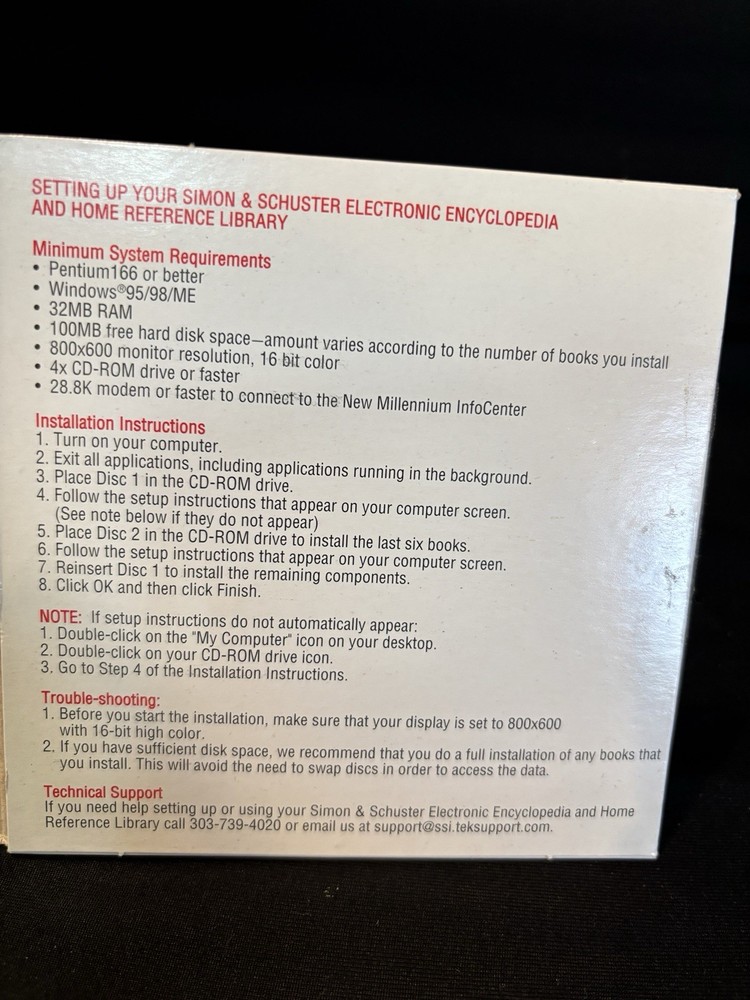 SETTING UP YOUR SIMON & SCHUSTER ELECTRONIC ENCYCLOPEDIA
AND HOME REFERENCE LIBRARY
Minimum System Requirements
• Pentium166 or better
• Windows®95/98/ME
• 32MB RAM
• 100MB free hard disk space—amount varies according to the number of books you install
• 800x600 monitor resolution, 16 bit color
• 4x CD-ROM drive or faster
• 28.8K modem or faster to connect to the New Millennium InfoCenter
Installation Instructions
1. Turn on your computer.
2. Exit all applications, including applications running in the background.
3. Place Disc 1 in the CD-ROM drive.
4. Follow the setup instructions that appear on your computer screen.
(See note below if they do not appear)
5. Place Disc 2 in the CD-ROM drive to install the last six books.
6. Follow the setup instructions that appear on your computer screen.
7. Reinsert Disc 1 to install the remaining components.
8. Click OK and then click Finish.
NOTE: If setup instructions do not automatically appear:
1. Double-click on the "My Computer" icon on your desktop.
2. Double-click on your CD-ROM drive icon.
3. Go to Step 4 of the Installation Instructions.
Trouble-shooting:
1. Before you start the installation, make sure that your display is set to 800x600
with 16-bit high color.
2. If you have sufficient disk space, we recommend that you do a full installation of any books that
you install. This will avoid the need to swap discs in order to access the data.
Technical Support
If you need help setting up or using your Simon & Schuster Electronic Encyclopedia and Home
Reference Library call 303-739-4020 or email us at support@ssi.teksupport.com.